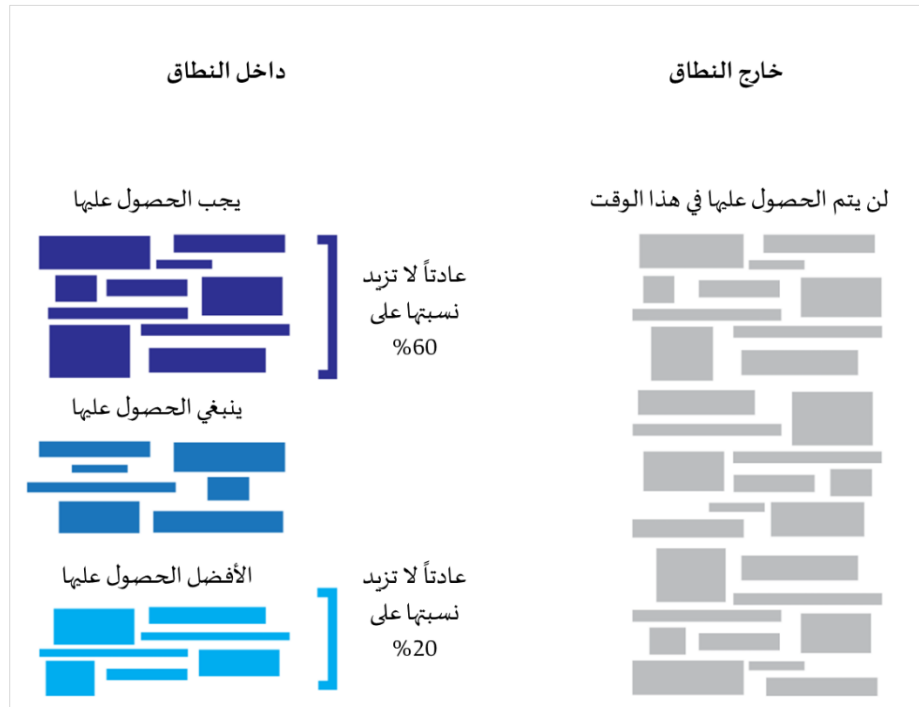 خارج النطاق
داخل النطاق
لن يتم الحصول عليها في هذا الوقت
يجب الحصول عليها
عادتاً لا تزيد
نسبتها على
%60
ينبغي الحصول عليها
الأفضل الحصول عليها
عادتاً لا تزيد
نسبتها على
%20